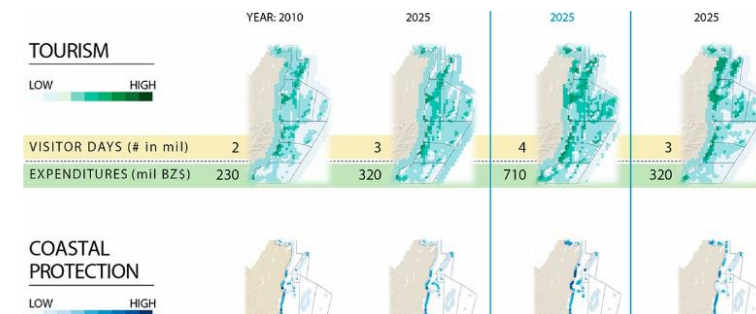 YEAR: 2010 2025 2025 2025
TOURISM
LOW HIGH
VISITOR DAYS (# in mil) 2 3 4 3
EXPENDITURES (mil BZ$) 230 320 710 320
COASTAL
PROTECTION
LOW HIGH